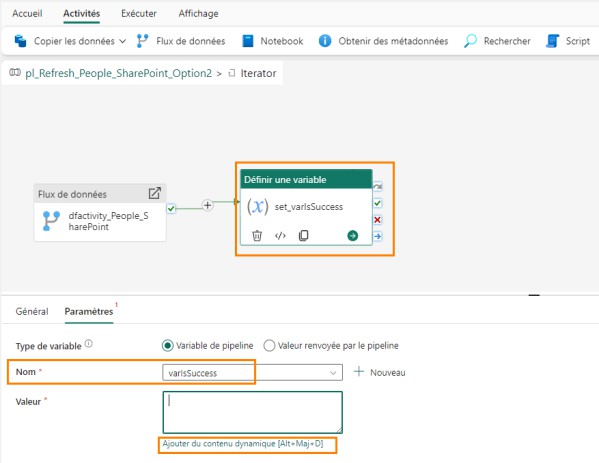 Accueil Activités Exécuter Affichage
Copier les données Flux de données Notebook Obtenir des métadonnées Rechercher Script
pl_Refresh_People_SharePoint_Option2 > Iterator
Définir une variable
(x) set_varIsSuccess
Flux de données
dfactivity_People_S
harePoint
Général Paramètres 1
Type de variable Variable de pipeline Valeur renvoyée par le pipeline
Nom * varIsSuccess Nouveau
Valeur *
Ajouter du contenu dynamique [Alt+Maj+D]